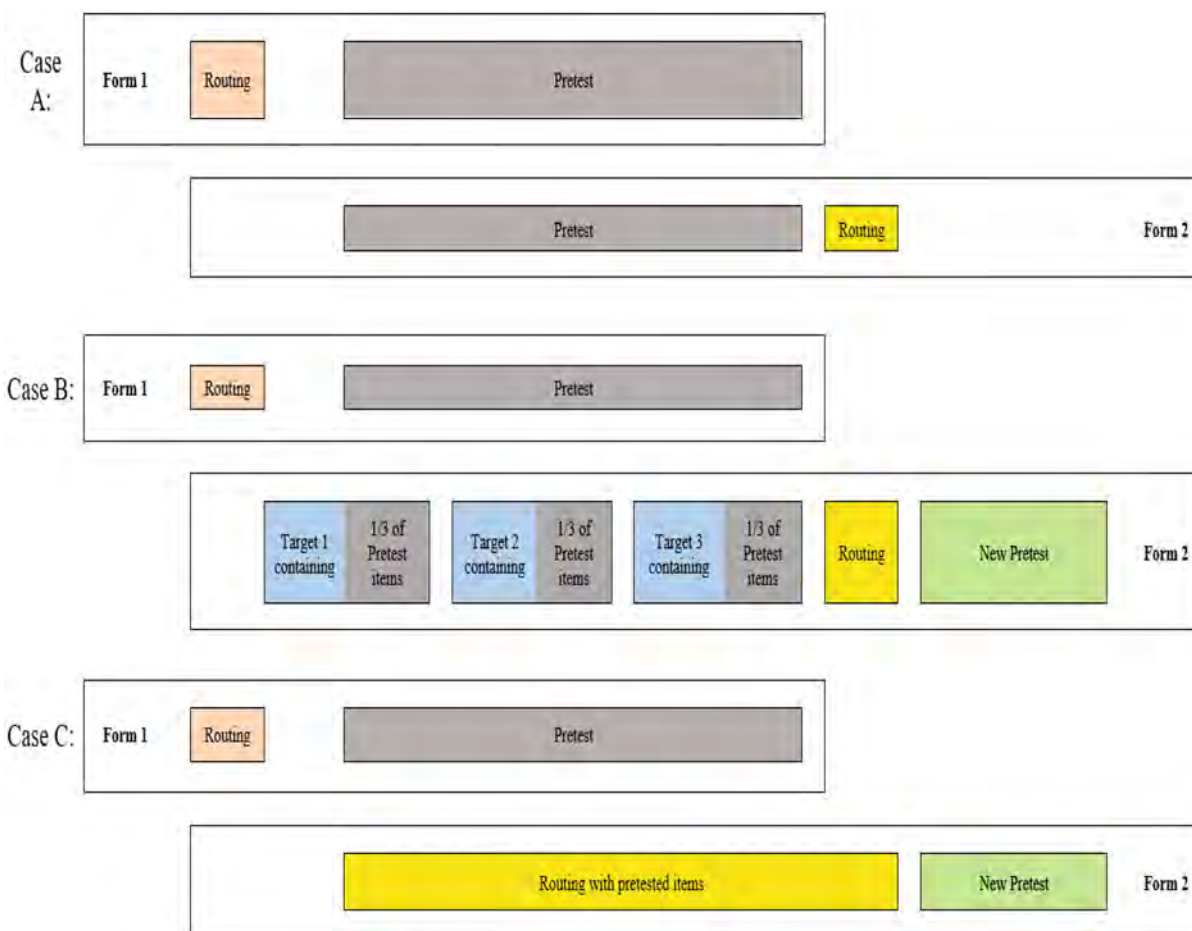 Case
A:
Form 1
Routing
Pretest
Pretest
Routing
Form 2
Case B:
Form 1
Routing
Pretest
Target 1
containing
1/3 of
Pretest
items
Target 2
containing
1/3 of
Pretest
items
Target 3
containing
1/3 of
Pretest
items
Routing
New Pretest
Form 2
Case C:
Form 1
Routing
Pretest
Routing with pretested items
New Pretest
Form 2